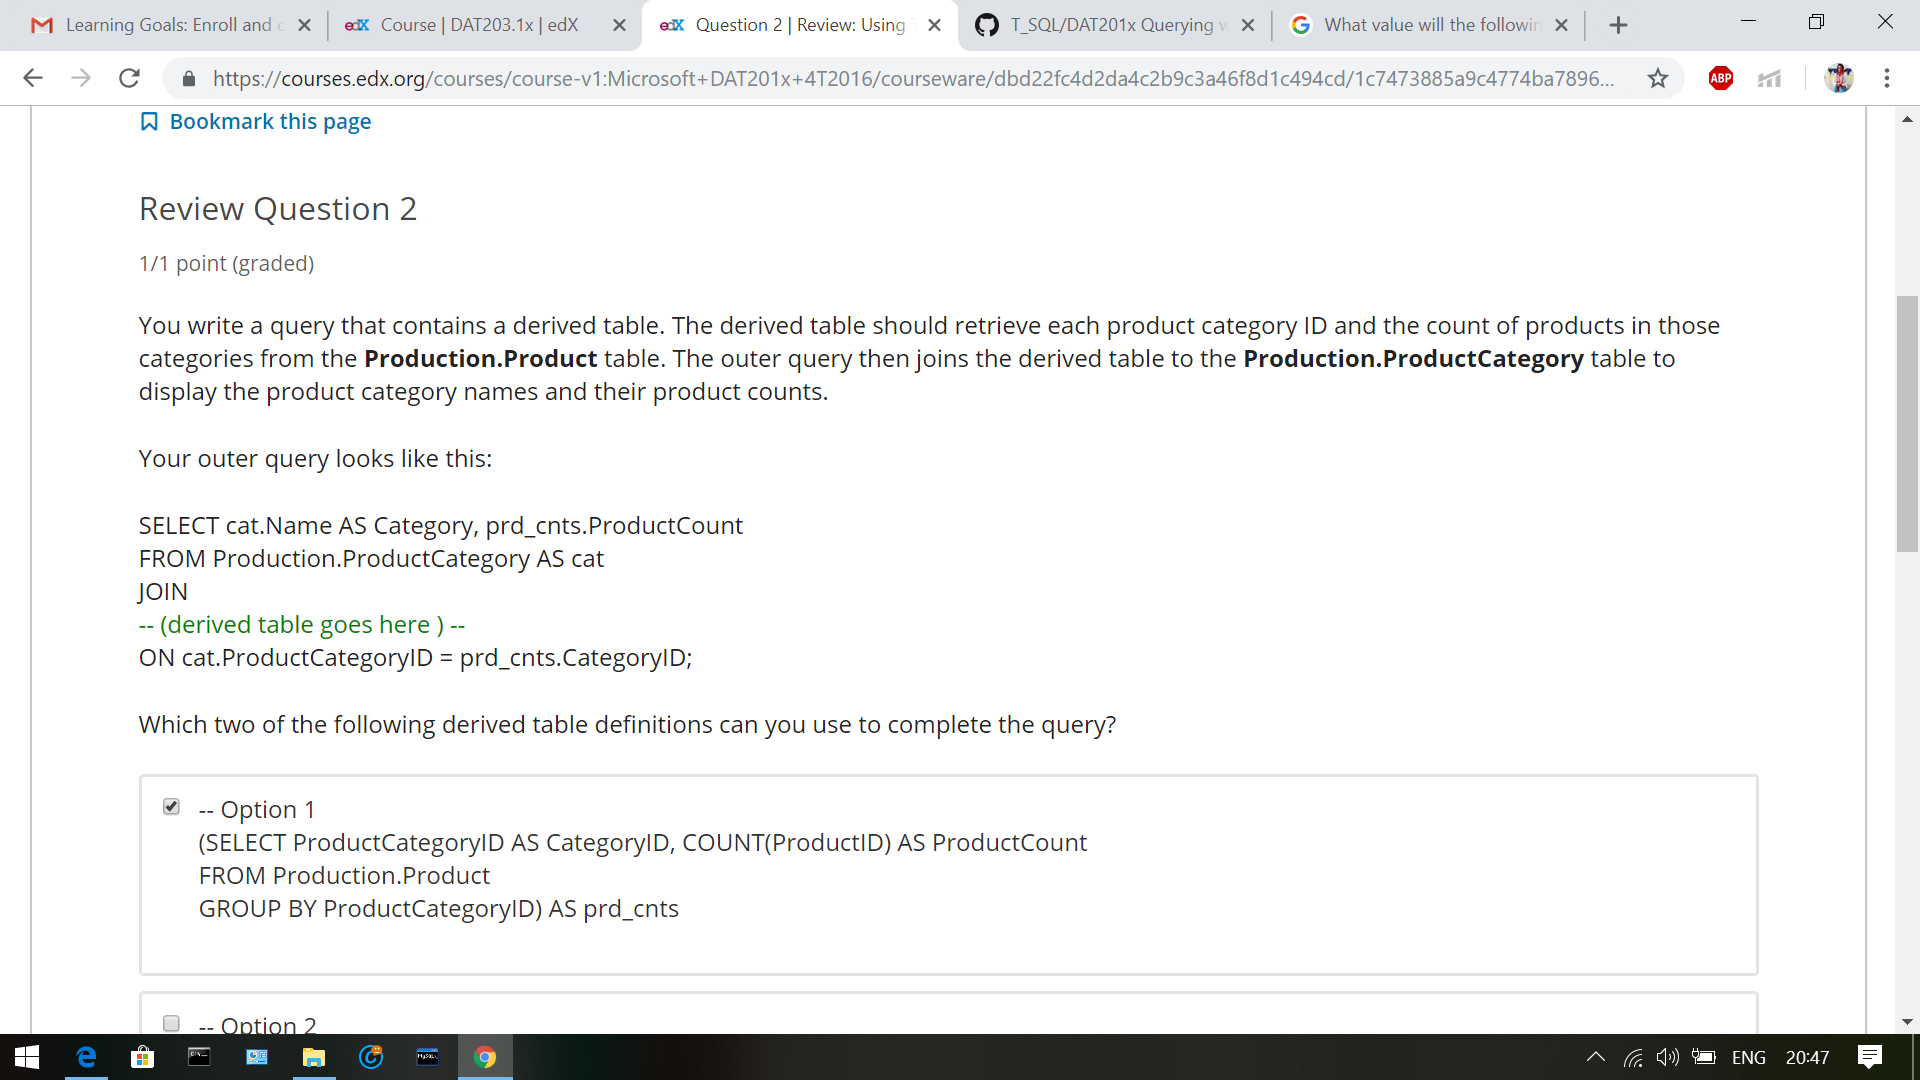 Learning Goals: Enroll and c
Course | DAT203.1x | edX
Question 2 | Review: Using
T_SQL/DAT201x Querying w
What value will the followin
https://courses.edx.org/courses/course-v1:Microsoft+DAT201x+4T2016/courseware/dbd22fc4d2da4c2b9c3a46f8d1c494cd/1c7473885a9c4774ba7896...
ABP
Bookmark this page
Review Question 2
1/1 point (graded)
You write a query that contains a derived table. The derived table should retrieve each product category ID and the count of products in those
categories from the Production.Product table. The outer query then joins the derived table to the Production.ProductCategory table to
display the product category names and their product counts.
Your outer query looks like this:
SELECT cat.Name AS Category, prd_cnts.ProductCount
FROM Production.ProductCategory AS cat
JOIN
-- (derived table goes here ) --
ON cat.ProductCategoryID = prd_cnts.CategoryID;
Which two of the following derived table definitions can you use to complete the query?
-- Option 1
(SELECT ProductCategoryID AS CategoryID, COUNT(ProductID) AS ProductCount
FROM Production.Product
GROUP BY ProductCategoryID) AS prd_cnts
-- Option 2
ENG
20:47